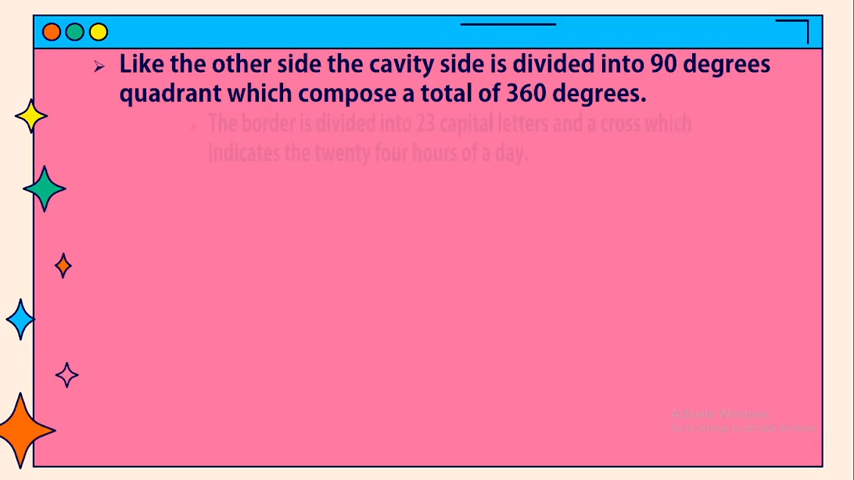 Like the other side the cavity side is divided into 90 degrees
quadrant which compose a total of 360 degrees.
The border is divided into 23 capital letters and a cross which
indicates the twenty four hours of a day.
Activate Windows